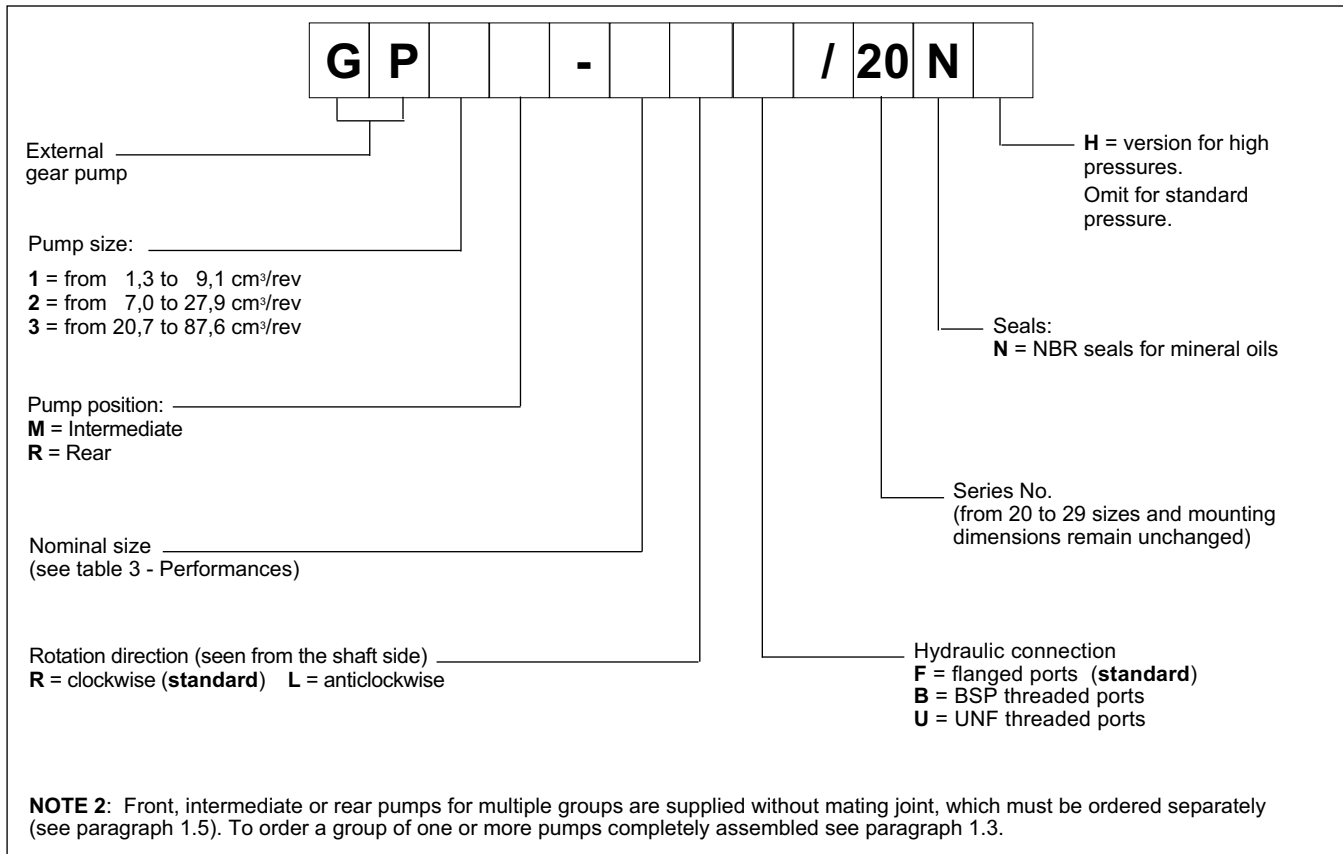 G P - / 20 N
External
gear pump
H = version for high
pressures.
Omit for standard
pressure.
Pump size:
1 = from 1,3 to 9,1 cm³/rev
2 = from 7,0 to 27,9 cm³/rev
3 = from 20,7 to 87,6 cm³/rev
Seals:
N = NBR seals for mineral oils
Pump position:
M = Intermediate
R = Rear
Series No.
(from 20 to 29 sizes and mounting
dimensions remain unchanged)
Nominal size
(see table 3 - Performances)
Rotation direction (seen from the shaft side)
R = clockwise (standard) L = anticlockwise
Hydraulic connection
F = flanged ports (standard)
B = BSP threaded ports
U = UNF threaded ports
NOTE 2: Front, intermediate or rear pumps for multiple groups are supplied without mating joint, which must be ordered separately
(see paragraph 1.5). To order a group of one or more pumps completely assembled see paragraph 1.3.